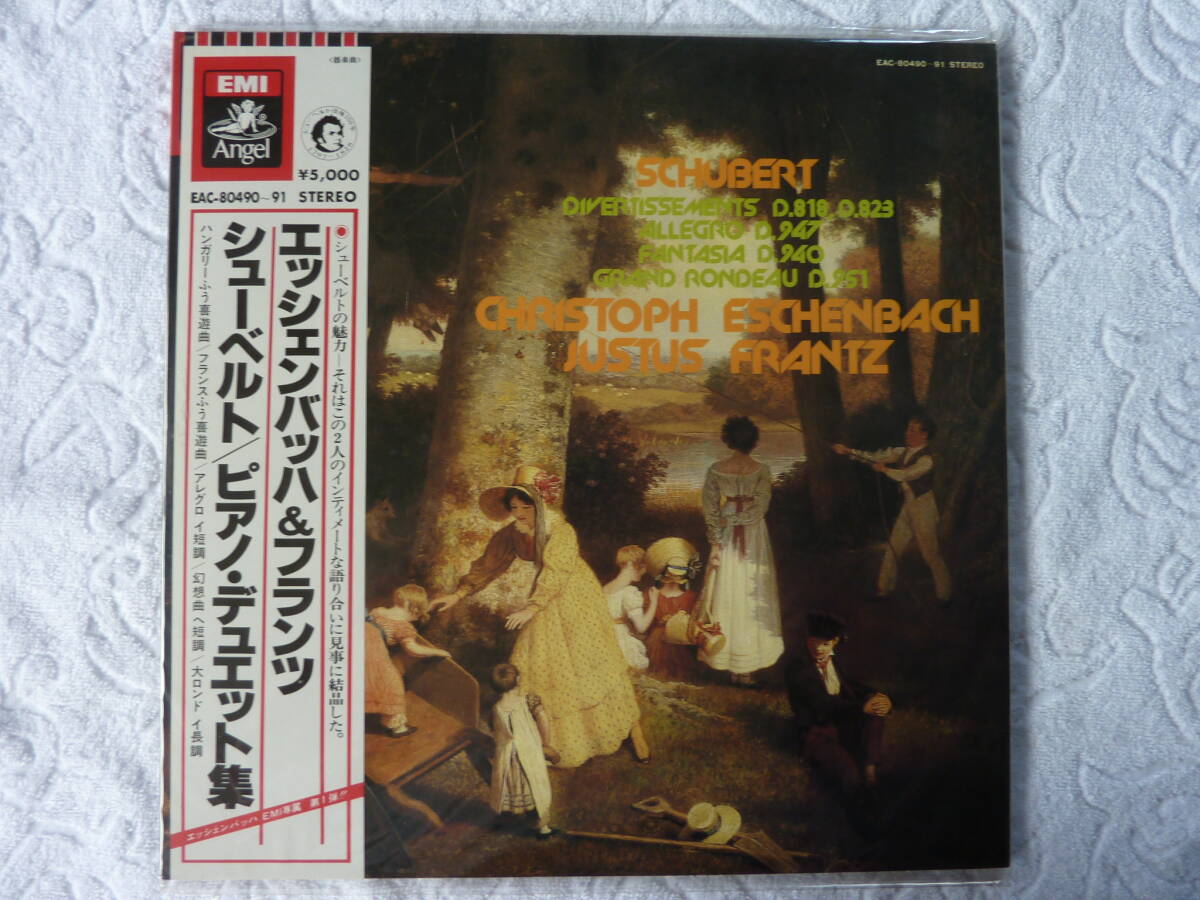 〈器楽曲〉
EMI
Angel
¥5,000
EAC-80490~91 STEREO
●シューベルトの魅力―それはこの2人のインティメートな語り合いに見事に結晶した。
エッシェンバッハ&フランツ
シューベルト/ピアノ・デュエット集
ハンガリーふう喜遊曲/フランスふう喜遊曲/アレグロ イ短調/幻想曲 ヘ短調/大ロンド イ長調
エッシェンバッハ EMI専属 第1弾!!
EAC-80490~91 STEREO
SCHUBERT
DIVERTISSEMENTS D.818, D.823
ALLEGRO D.947
FANTASIA D.940
GRAND RONDEAU D.951
CHRISTOPH ESCHENBACH
JUSTUS FRANTZ